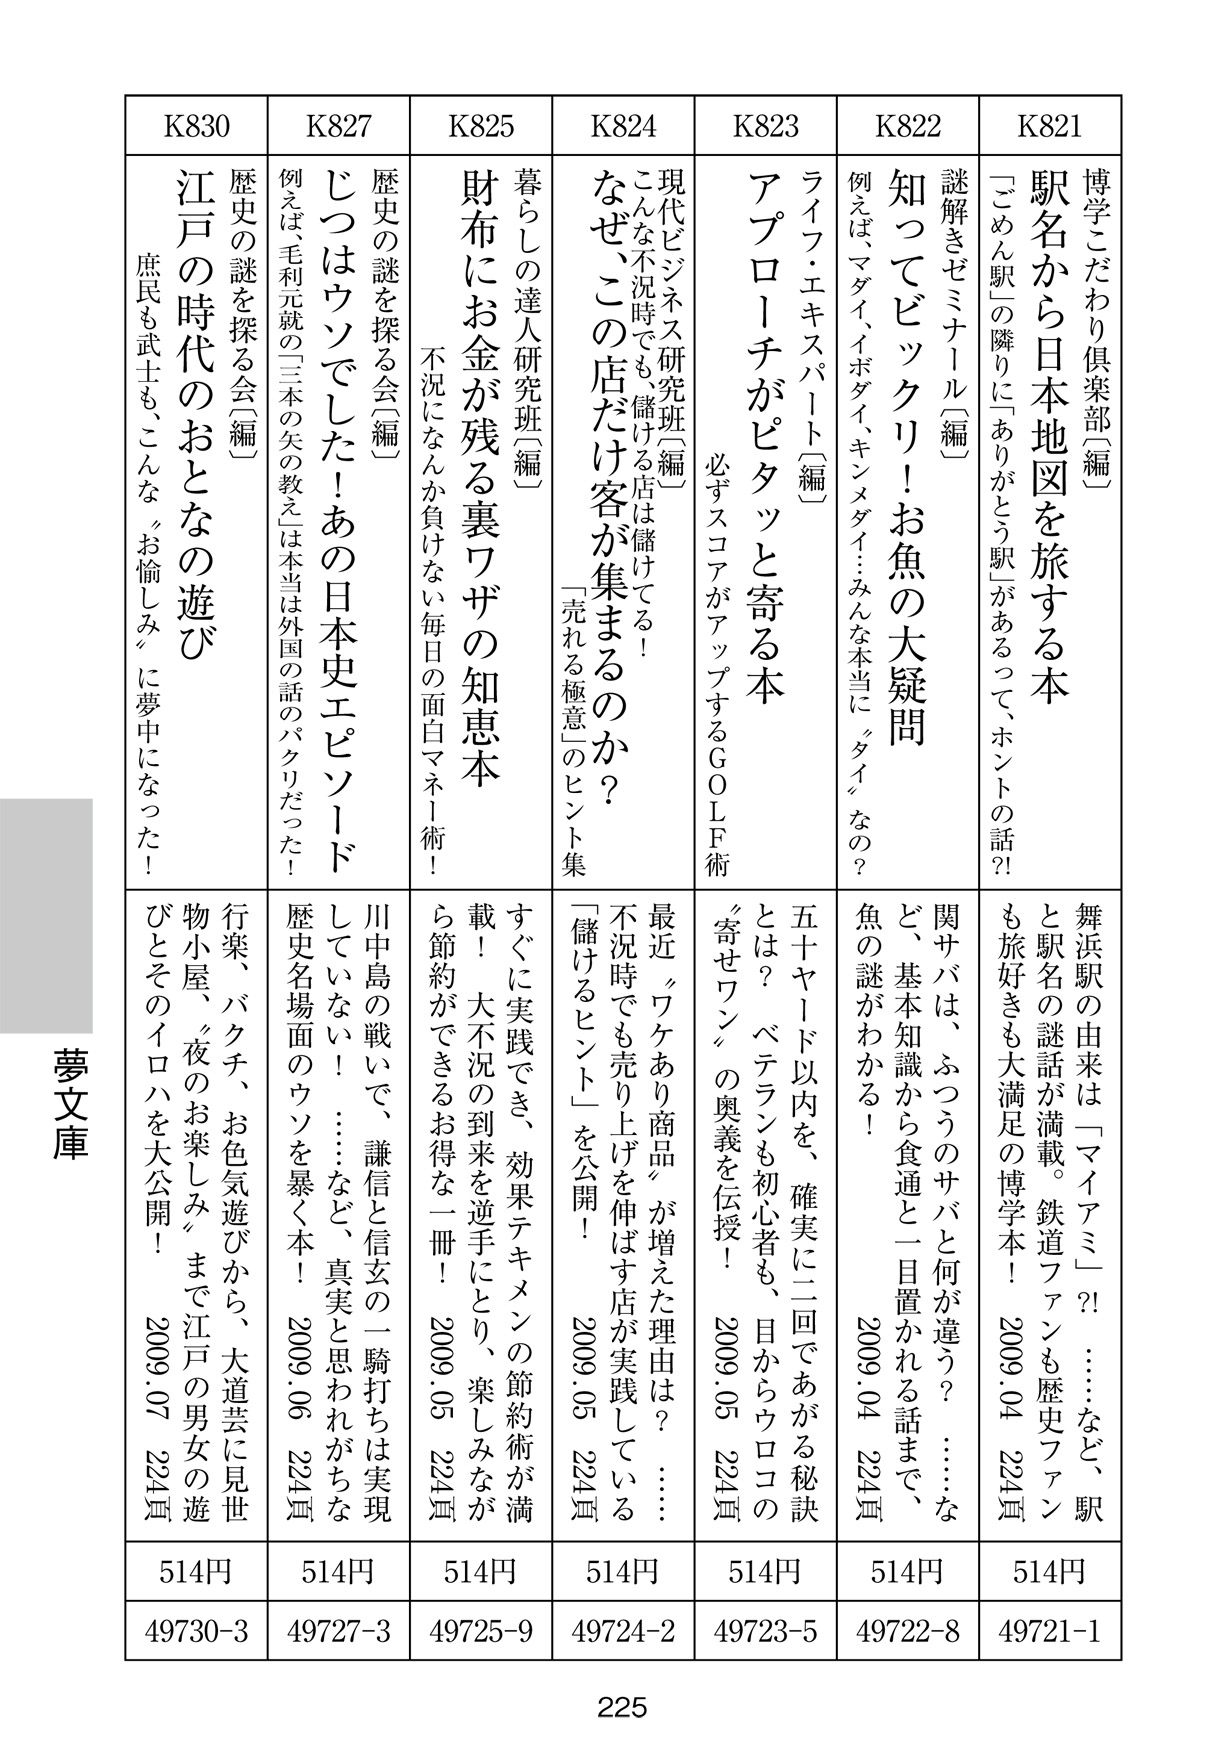 K821
博学こだわり倶楽部〔編〕
駅名から日本地図を旅する本
「ごめん駅」の隣りに「ありがとう駅」があるって、ホントの話?!
舞浜駅の由来は「マイアミ」?! ……など、駅
と駅名の謎話が満載。鉄道ファンも歴史ファン
も旅好きも大満足の博学本! 2009.04 224頁
514円
49721-1
K822
謎解きゼミナール〔編〕
知ってビックリ!お魚の大疑問
例えば、マダイ、イボダイ、キンメダイ…みんな本当に〝タイ〟なの?
関サバは、ふつうのサバと何が違う? ……な
ど、基本知識から食通と一目置かれる話まで、
魚の謎がわかる! 2009.04 224頁
514円
49722-8
K823
ライフ・エキスパート〔編〕
アプローチがピタッと寄る本
必ずスコアがアップするGOLF術
五十ヤード以内を、確実に二回であがる秘訣
とは? ベテランも初心者も、目からウロコの
〝寄せワン〟の奥義を伝授! 2009.05 224頁
514円
49723-5
K824
現代ビジネス研究班〔編〕
こんな不況時でも、儲ける店は儲けてる!
なぜ、この店だけ客が集まるのか?
「売れる極意」のヒント集
最近〝ワケあり商品〟が増えた理由は? ……
不況時でも売り上げを伸ばす店が実践している
「儲けるヒント」を公開! 2009.05 224頁
514円
49724-2
K825
暮らしの達人研究班〔編〕
財布にお金が残る裏ワザの知恵本
不況になんか負けない毎日の面白マネー術!
すぐに実践でき、効果テキメンの節約術が満
載! 大不況の到来を逆手にとり、楽しみなが
ら節約ができるお得な一冊! 2009.05 224頁
514円
49725-9
K827
歴史の謎を探る会〔編〕
じつはウソでした!あの日本史エピソード
例えば、毛利元就の「三本の矢の教え」は本当は外国の話のパクリだった!
川中島の戦いで、謙信と信玄の一騎打ちは実現
していない! ……など、真実と思われがちな
歴史名場面のウソを暴く本! 2009.06 224頁
514円
49727-3
K830
歴史の謎を探る会〔編〕
江戸の時代のおとなの遊び
庶民も武士も、こんな〝お愉しみ〟に夢中になった!
行楽、バクチ、お色気遊びから、大道芸に見世
物小屋、〝夜のお楽しみ〟まで江戸の男女の遊
びとそのイロハを大公開! 2009.07 224頁
514円
49730-3
夢文庫
225